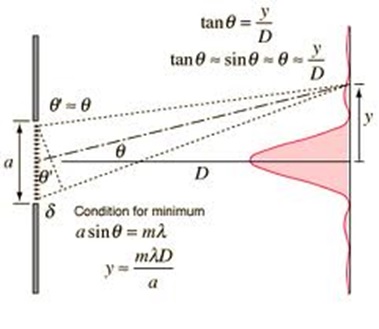 tanθ = y/D
tanθ ≈ sinθ ≈ θ ≈ y/D
θ' ≈ θ
y
a
θ
θ'
D
δ
Condition for minimum
a sinθ = mλ
y ≈ mλD/a